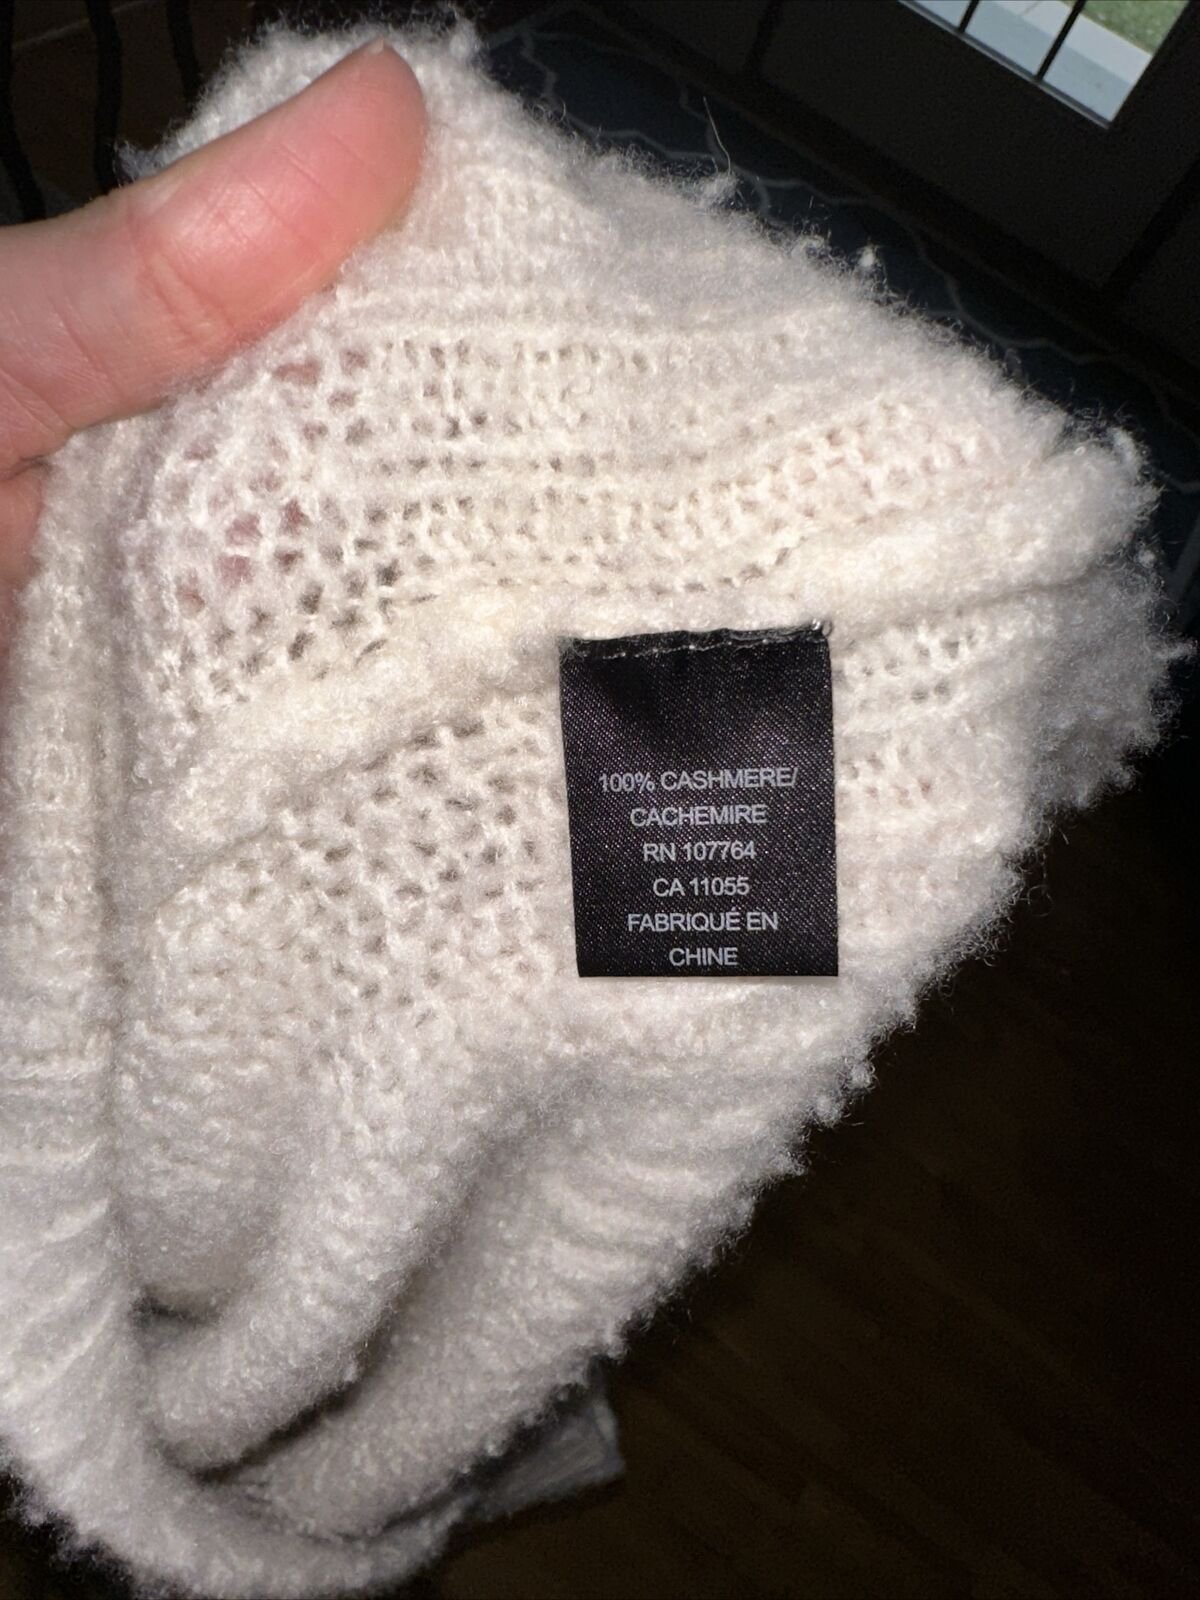 100% CASHMERE/
CACHEMIRE
RN 107764
CA 11055
FABRIQUÉ EN
CHINE